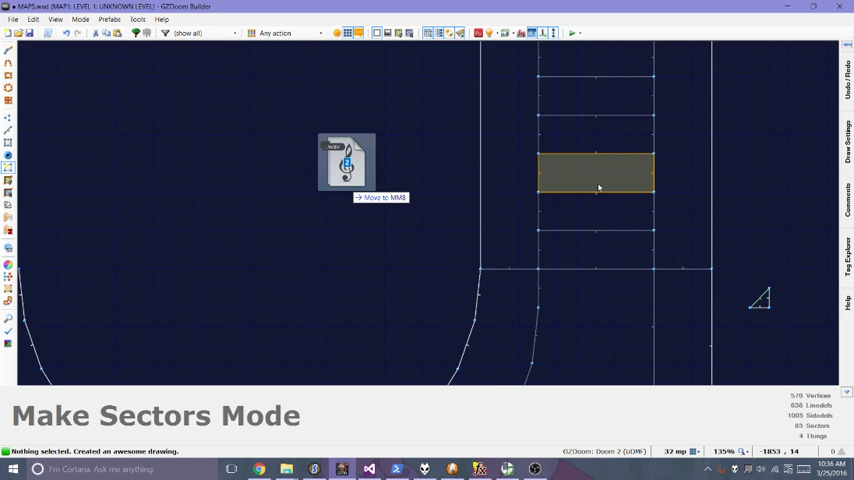 MAPS.wad (MAP1: LEVEL 1: UNKNOWN LEVEL) - GZDoom Builder
File Edit View Mode Prefabs Tools Help
(show all) Any action
Undo / Redo
Draw Settings
Comments
Tag Explorer
Help
.wav
2
Move to MM8
Make Sectors Mode
570 Vertices
636 Linedefs
1005 Sidedefs
83 Sectors
4 Things
Nothing selected. Created an awesome drawing. GZDoom: Doom 2 (UDMF) 32 mp 135% -1853 , 14 0
I'm Cortana. Ask me anything.
10:36 AM
3/25/2016